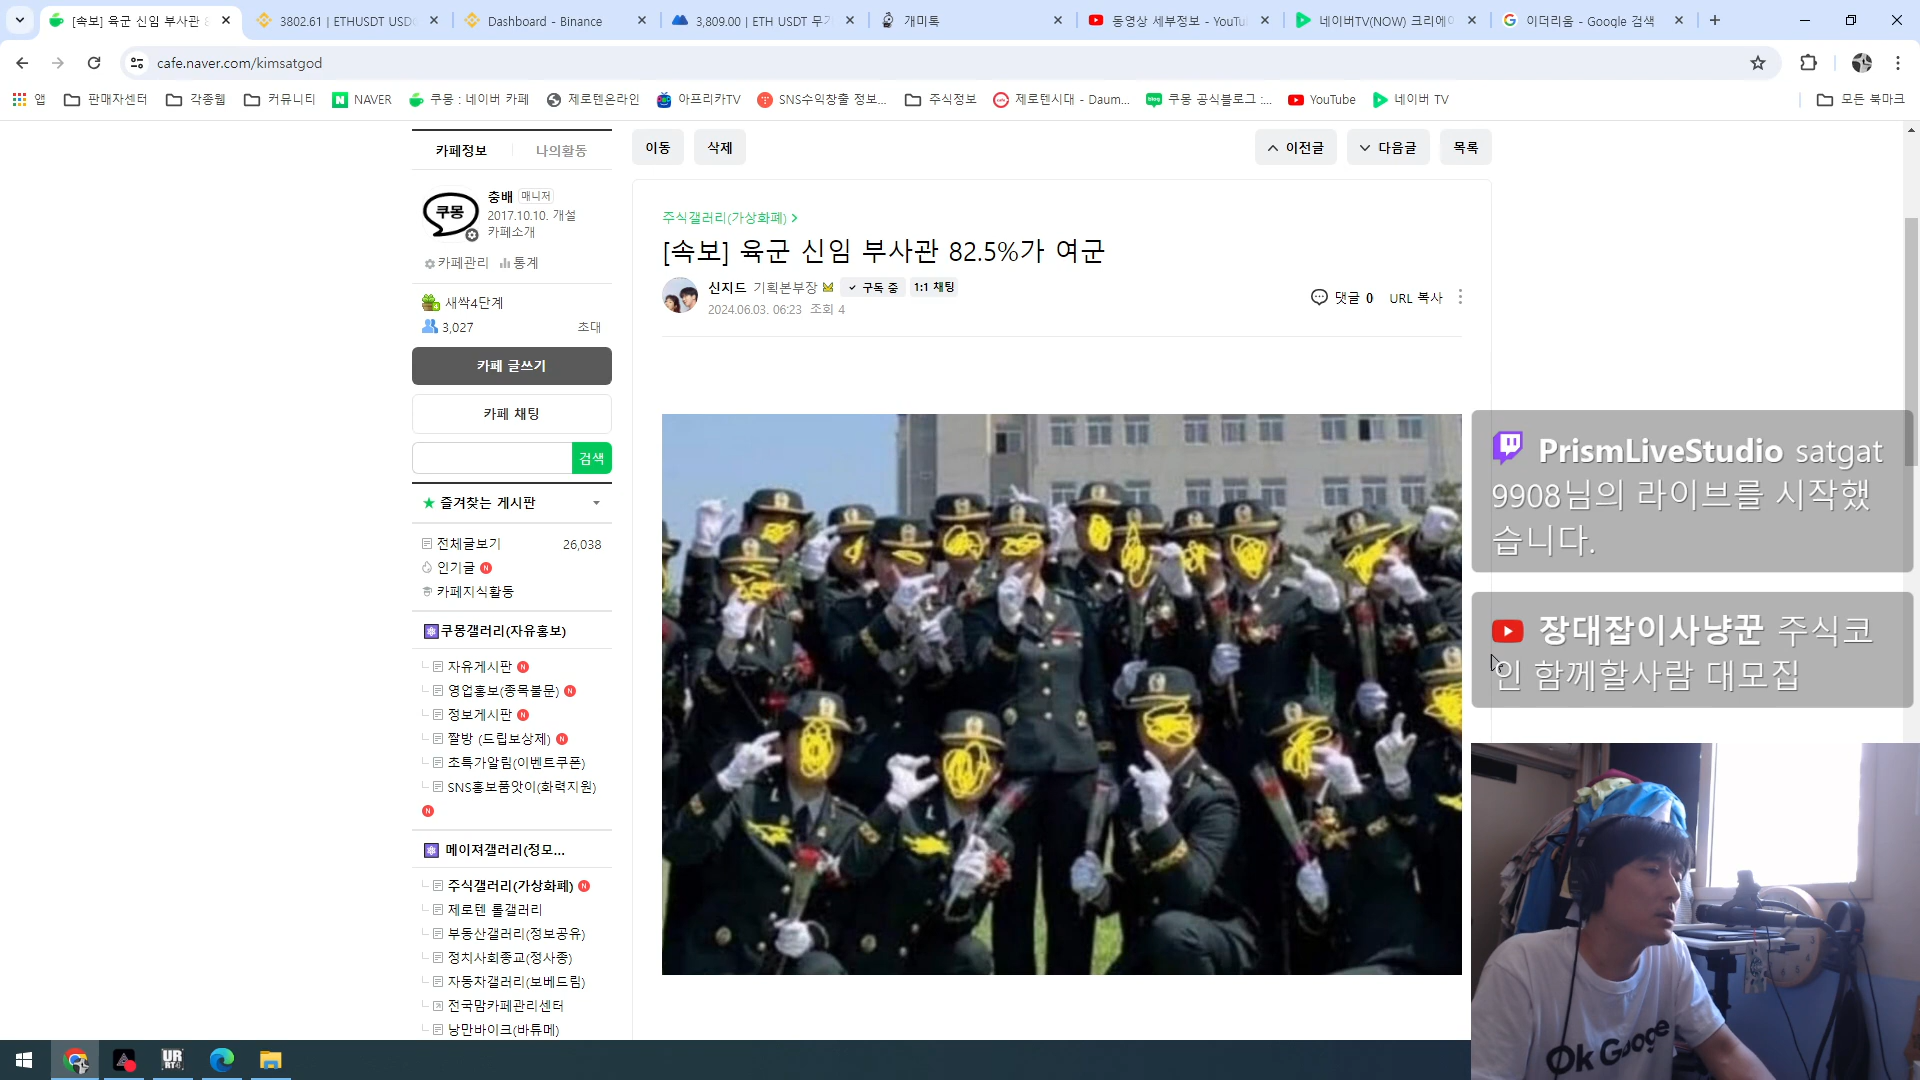 [속보] 육군 신임 부사관 8
3802.61 | ETHUSDT USD
Dashboard - Binance
3,809.00 | ETH USDT 무기
개미톡
동영상 세부정보 - YouTu
네이버TV(NOW) 크리에이
이더리움 - Google 검색
cafe.naver.com/kimsatgod
앱
판매자센터
각종웹
커뮤니티
NAVER
쿠몽 : 네이버 카페
제로텐온라인
아프리카TV
SNS수익창출 정보...
주식정보
제로텐시대 - Daum...
쿠몽 공식블로그 :...
YouTube
네이버 TV
모든 북마크
카페정보
나의활동
쿠몽
충배 매니저
2017.10.10. 개설
카페소개
카페관리
통계
새싹4단계
3,027
초대
카페 글쓰기
카페 채팅
검색
즐겨찾는 게시판
전체글보기
26,038
인기글 N
카페지식활동
쿠몽갤러리(자유홍보)
자유게시판 N
영업홍보(종목불문) N
정보게시판 N
짤방 (드립보상제) N
초특가알림(이벤트쿠폰)
SNS홍보품앗이(화력지원)
N
메이져갤러리(정모...
주식갤러리(가상화폐) N
제로텐 롤갤러리
부동산갤러리(정보공유)
정치사회종교(정사종)
자동차갤러리(보베드림)
전국맘카페관리센터
낭만바이크(바튜메)
이동
삭제
이전글
다음글
목록
주식갤러리(가상화폐) >
[속보] 육군 신임 부사관 82.5%가 여군
신지드 기획본부장 구독 중 1:1 채팅
2024.06.03. 06:23 조회 4
댓글 0
URL 복사
PrismLiveStudio satgat
9908님의 라이브를 시작했
습니다.
장대잡이사냥꾼 주식코
인 함께할사람 대모집
Ok Google
UR
RT4